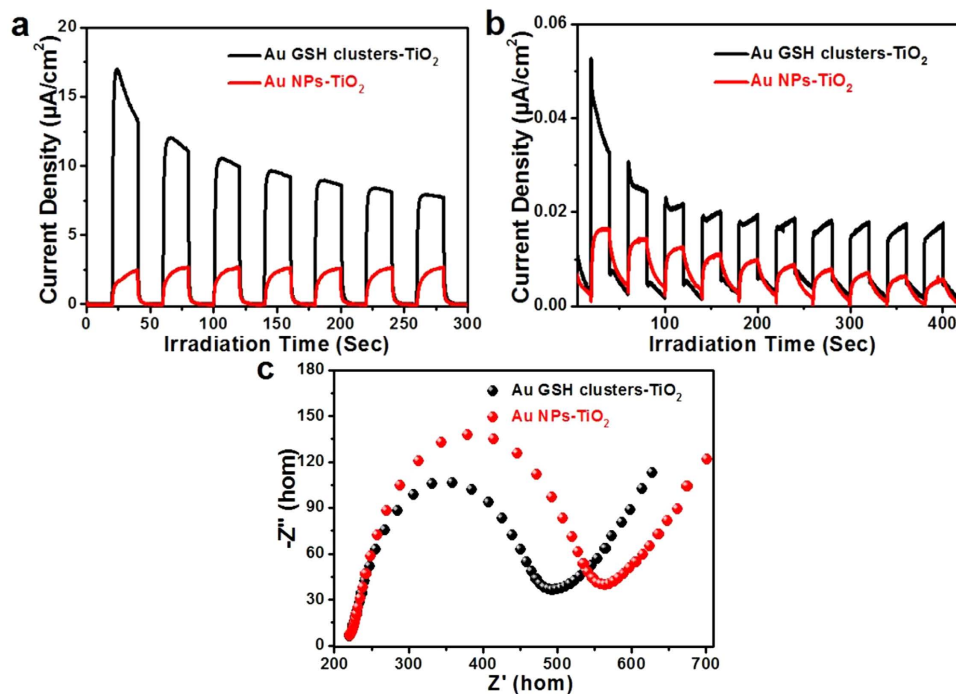 a
20
15
10
5
0
Current Density (µA/cm²)
Au GSH clusters-TiO₂
Au NPs-TiO₂
0 50 100 150 200 250 300
Irradiation Time (Sec)
b
0.06
0.04
0.02
0.00
Current Density (µA/cm²)
Au GSH clusters-TiO₂
Au NPs-TiO₂
100 200 300 400
Irradiation Time (Sec)
c
180
150
120
90
60
30
0
-Z'' (hom)
Au GSH clusters-TiO₂
Au NPs-TiO₂
200 300 400 500 600 700
Z' (hom)